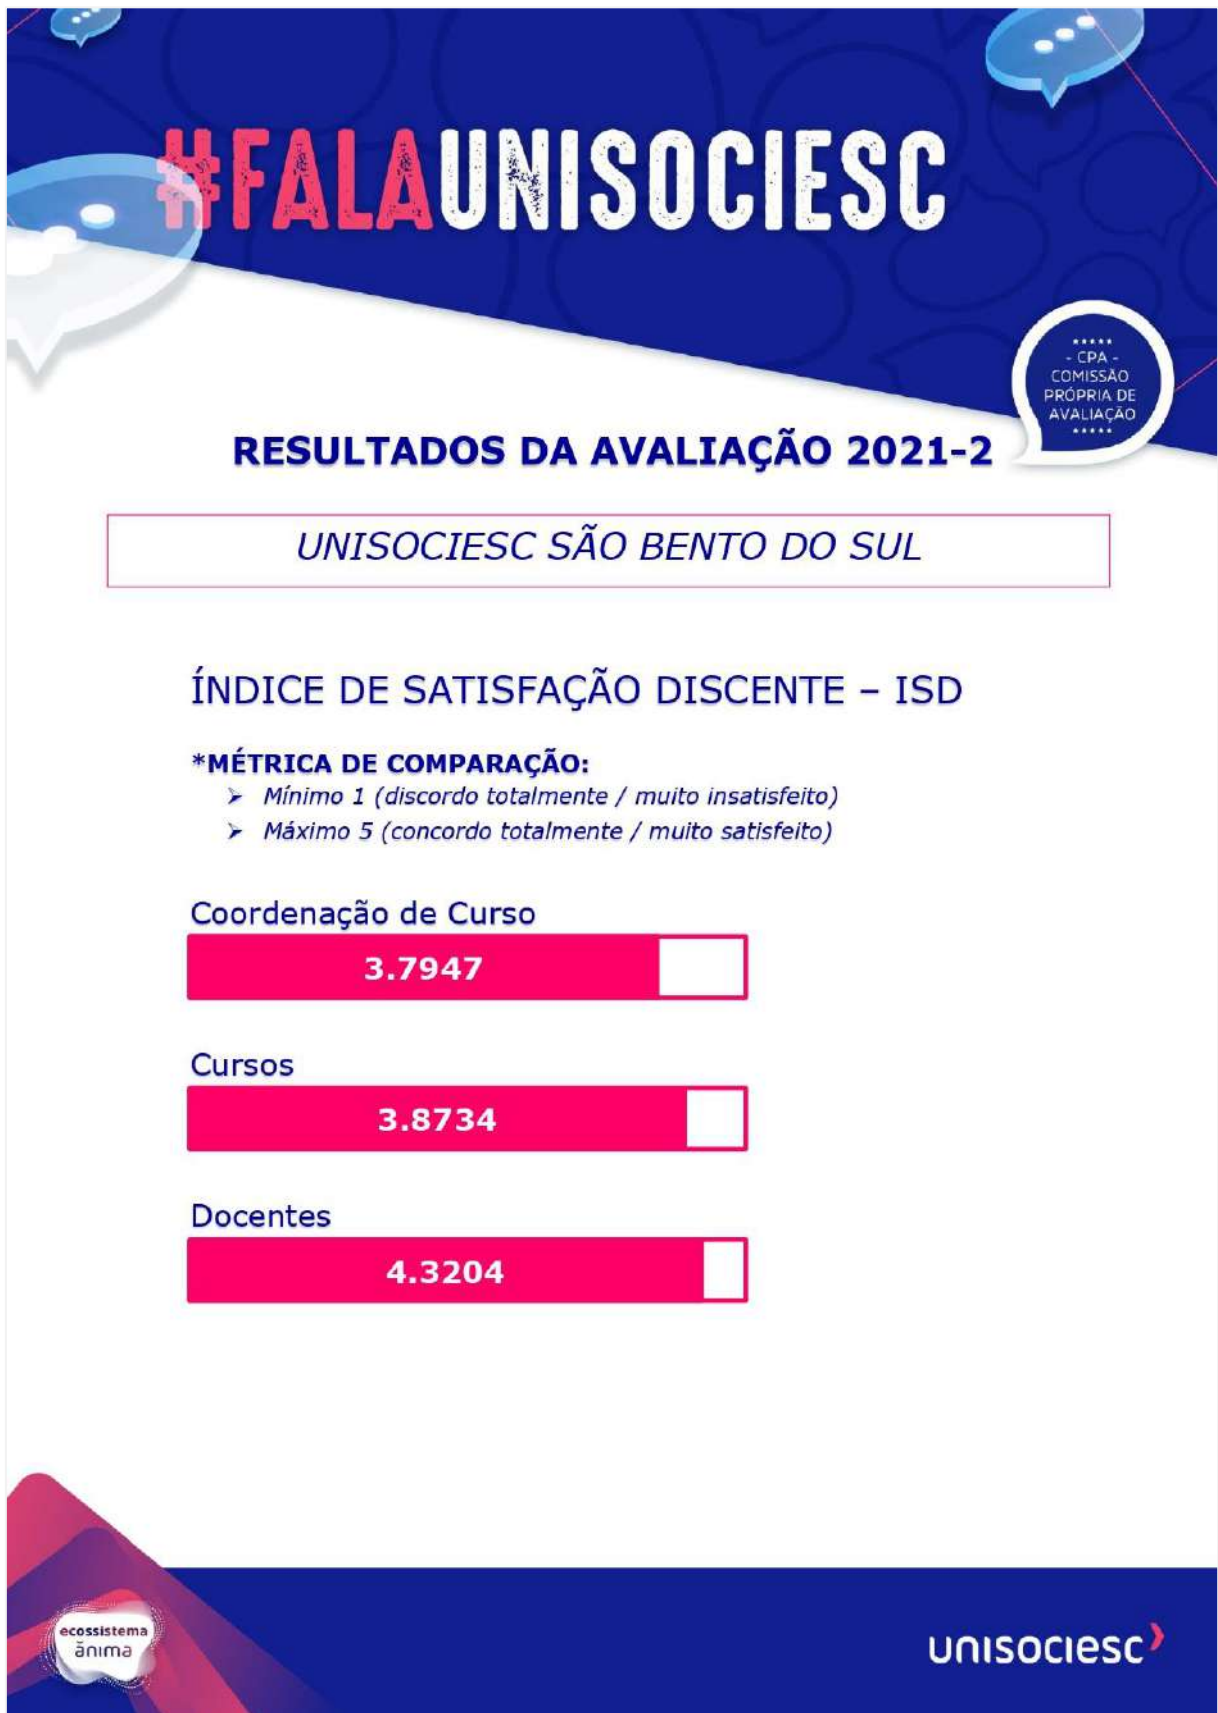 #FALAUNISOCIESC
*****
- CPA -
COMISSÃO
PRÓPRIA DE
AVALIAÇÃO
*****
RESULTADOS DA AVALIAÇÃO 2021-2
UNISOCIESC SÃO BENTO DO SUL
ÍNDICE DE SATISFAÇÃO DISCENTE – ISD
*MÉTRICA DE COMPARAÇÃO:
➢ Mínimo 1 (discordo totalmente / muito insatisfeito)
➢ Máximo 5 (concordo totalmente / muito satisfeito)
Coordenação de Curso
3.7947
Cursos
3.8734
Docentes
4.3204
ecossistema
ănıma
unisociesc